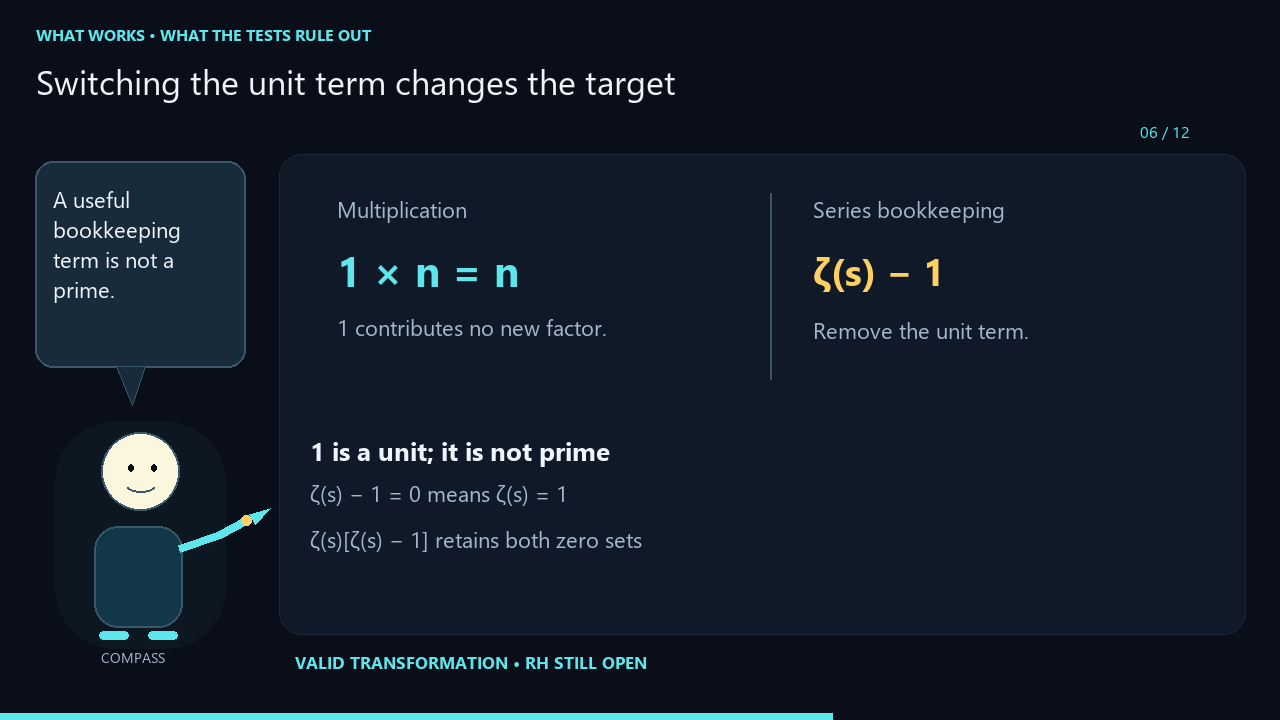 WHAT WORKS • WHAT THE TESTS RULE OUT
Switching the unit term changes the target
06 / 12
A useful
bookkeeping
term is not a
prime.
Multiplication
1 × n = n
1 contributes no new factor.
Series bookkeeping
ζ(s) − 1
Remove the unit term.
1 is a unit; it is not prime
ζ(s) − 1 = 0 means ζ(s) = 1
ζ(s)[ζ(s) − 1] retains both zero sets
COMPASS
VALID TRANSFORMATION • RH STILL OPEN